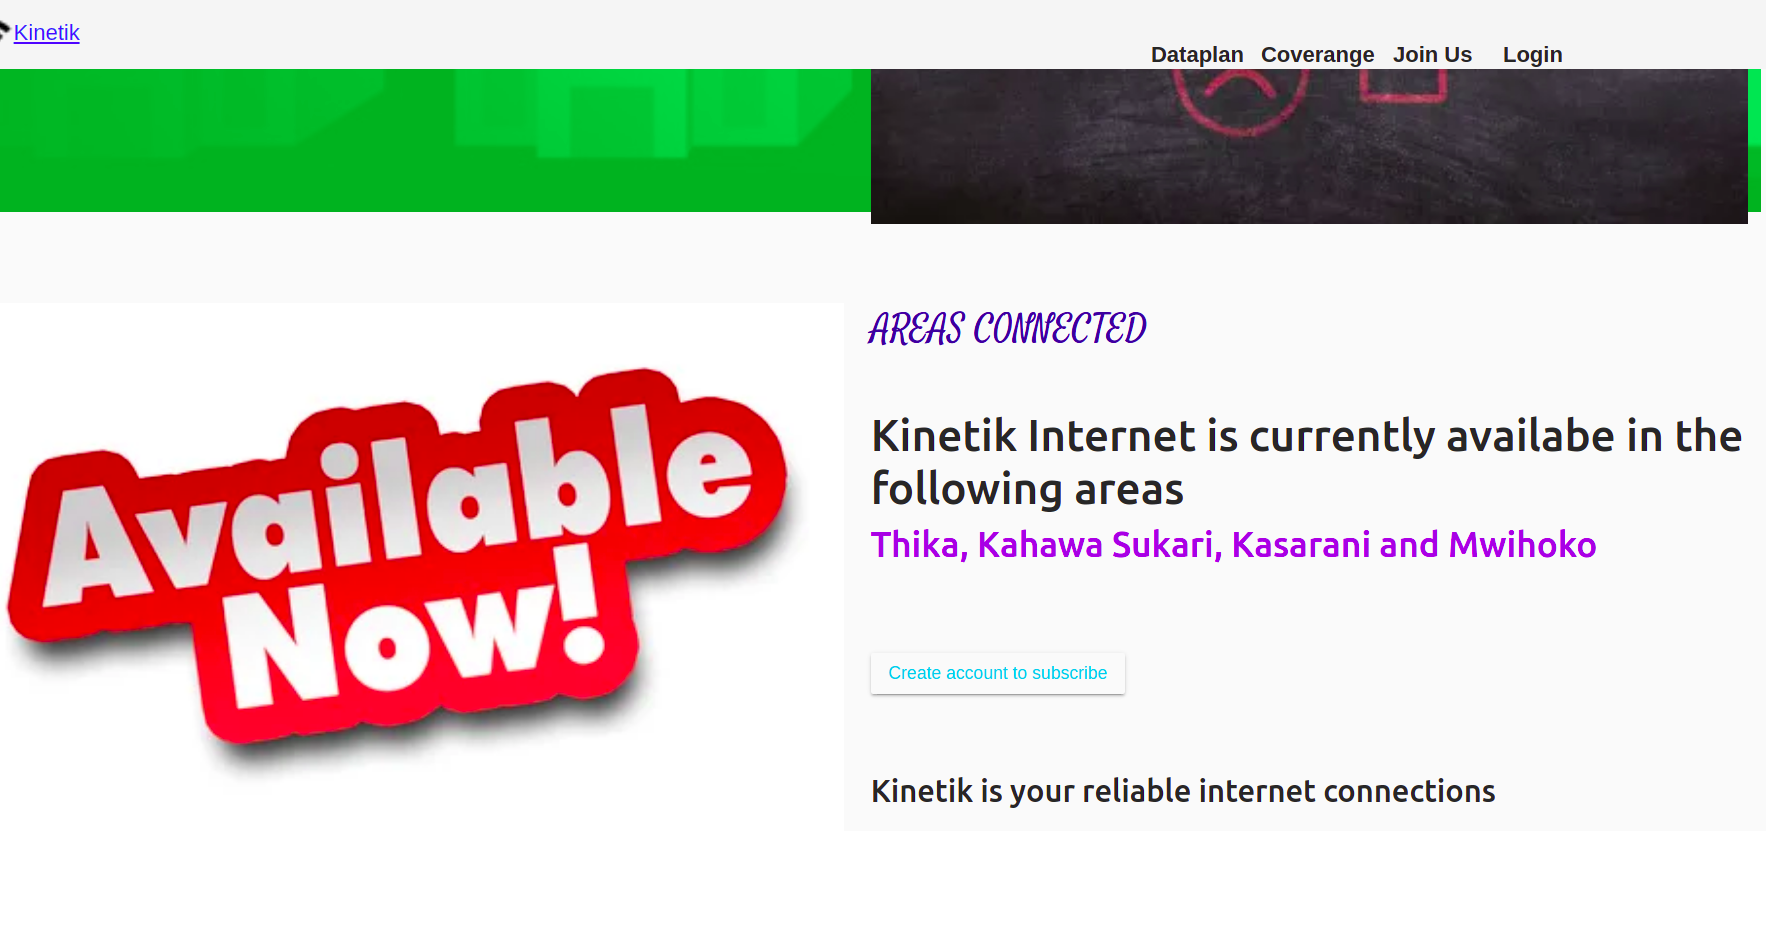 Kinetik
Dataplan Coverange Join Us Login
AREAS CONNECTED
Available
Now!
Kinetik Internet is currently availabe in the
following areas
Thika, Kahawa Sukari, Kasarani and Mwihoko
Create account to subscribe
Kinetik is your reliable internet connections